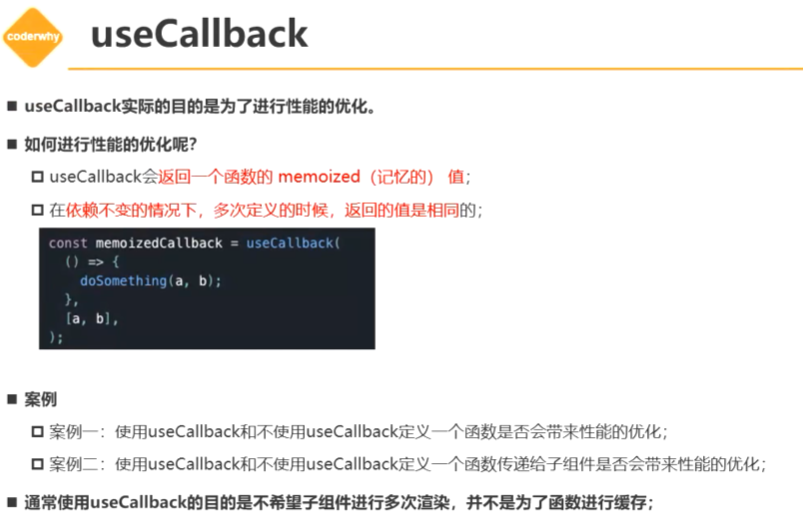 coderwhy
useCallback
useCallback实际的目的是为了进行性能的优化。
如何进行性能的优化呢？
useCallback会返回一个函数的 memoized（记忆的） 值；
在依赖不变的情况下，多次定义的时候，返回的值是相同的；
const memoizedCallback = useCallback(
() => {
doSomething(a, b);
},
[a, b],
);
案例
案例一：使用useCallback和不使用useCallback定义一个函数是否会带来性能的优化；
案例二：使用useCallback和不使用useCallback定义一个函数传递给子组件是否会带来性能的优化；
通常使用useCallback的目的是不希望子组件进行多次渲染，并不是为了函数进行缓存；